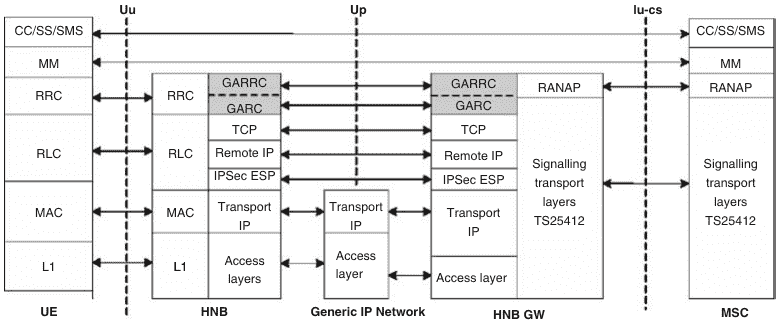 Uu
Up
Iu-cs
CC/SS/SMS
MM
RRC
RLC
MAC
L1
UE
RRC
RLC
MAC
L1
GARRC
GARC
TCP
Remote IP
IPSec ESP
Transport
IP
Access
layers
HNB
Transport
IP
Access
layer
Generic IP Network
GARRC
GARC
TCP
Remote IP
IPSec ESP
Transport
IP
Access layer
RANAP
Signalling
transport
layers
TS25412
HNB GW
CC/SS/SMS
MM
RANAP
Signalling
transport
layers
TS25412
MSC